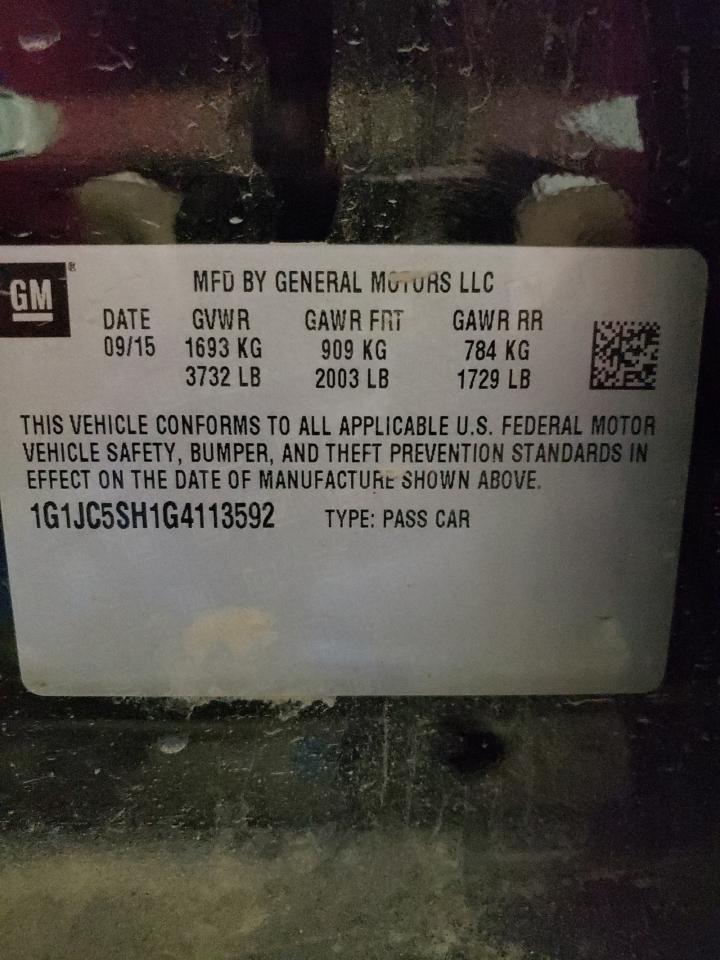 GM®
MFD BY GENERAL MOTORS LLC
DATE GVWR GAWR FRT GAWR RR
09/15 1693 KG 909 KG 784 KG
3732 LB 2003 LB 1729 LB
THIS VEHICLE CONFORMS TO ALL APPLICABLE U.S. FEDERAL MOTOR
VEHICLE SAFETY, BUMPER, AND THEFT PREVENTION STANDARDS IN
EFFECT ON THE DATE OF MANUFACTURE SHOWN ABOVE.
1G1JC5SH1G4113592 TYPE: PASS CAR